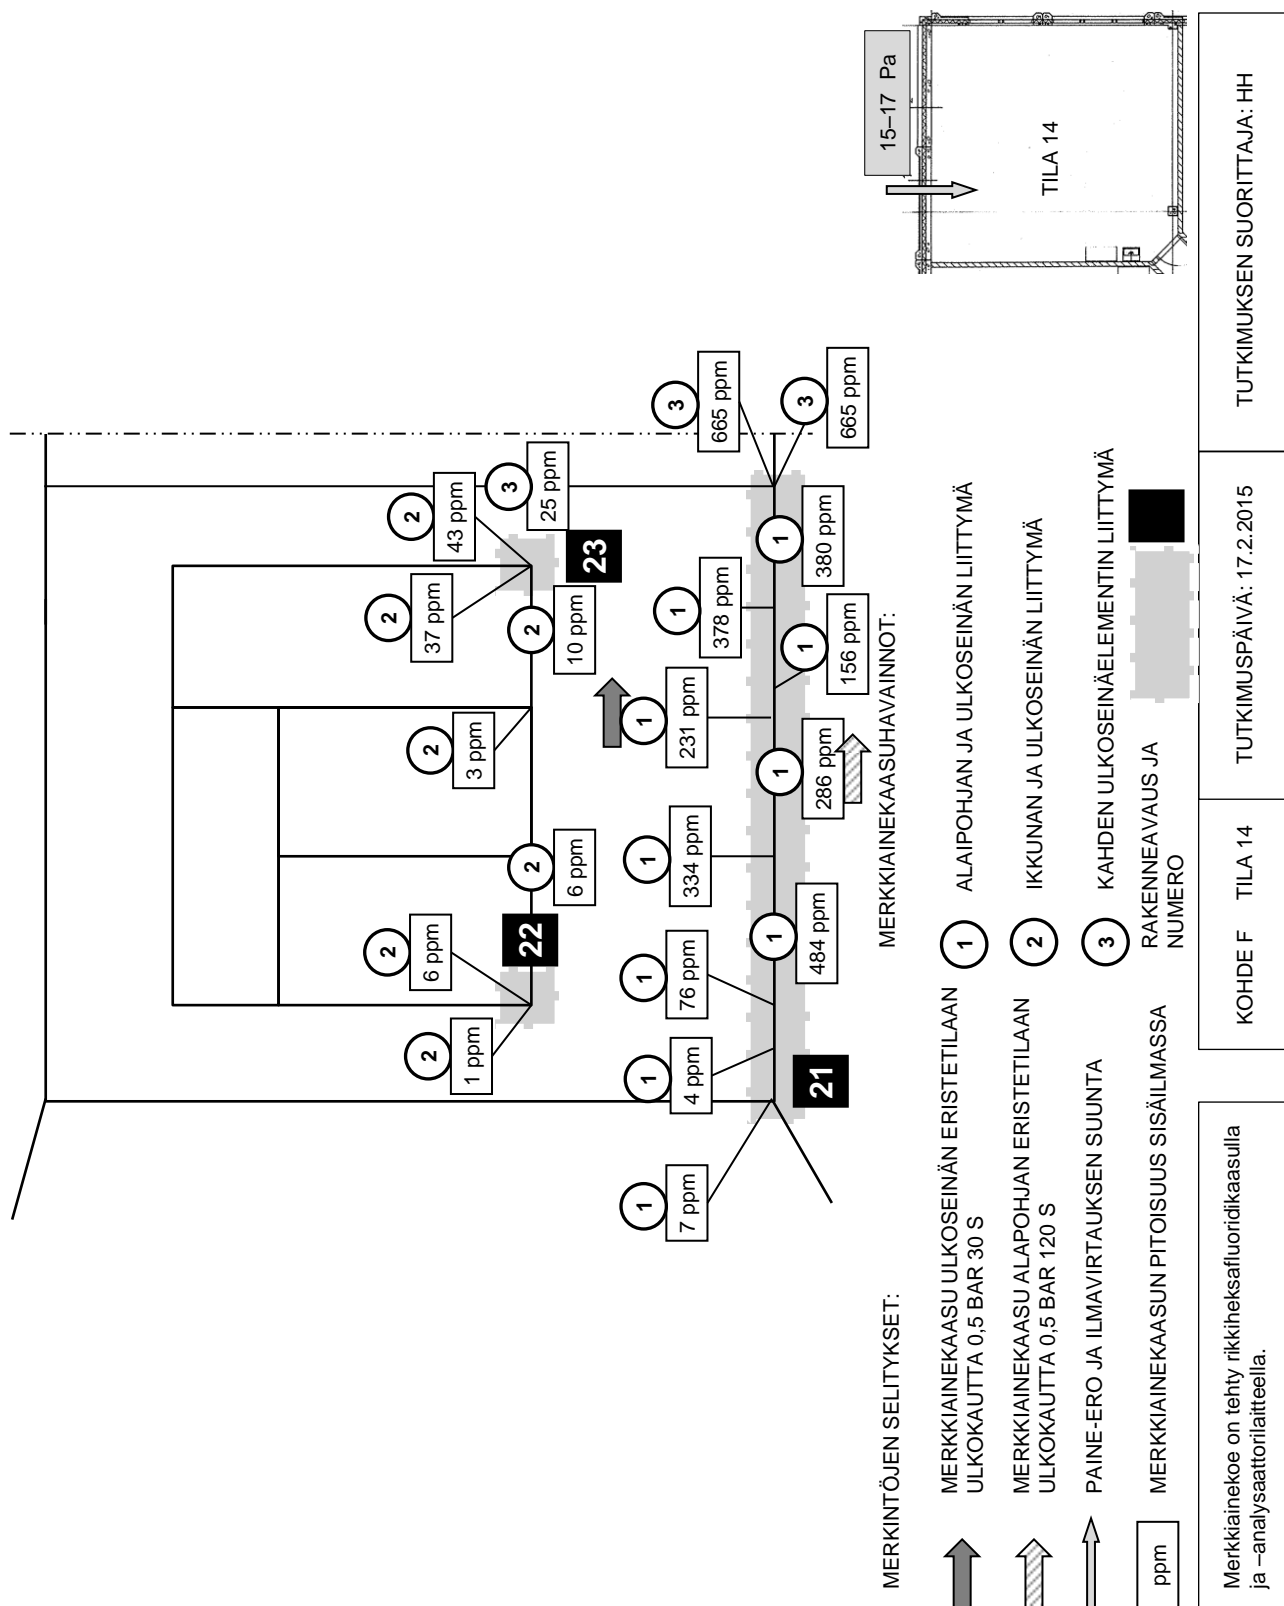 2
1 ppm
2
6 ppm
2
6 ppm
2
3 ppm
2
10 ppm
2
37 ppm
2
43 ppm
3
25 ppm
22
23
1
7 ppm
1
4 ppm
1
76 ppm
1
484 ppm
1
334 ppm
1
286 ppm
1
231 ppm
1
156 ppm
1
378 ppm
1
380 ppm
3
665 ppm
3
665 ppm
21
15–17 Pa
TILA 14
MERKINTÖJEN SELITYKSET:
MERKKIAINEKAASU ULKOSEINÄN ERISTETILAAN
ULKOKAUTTA 0,5 BAR 30 S
MERKKIAINEKAASU ALAPOHJAN ERISTETILAAN
ULKOKAUTTA 0,5 BAR 120 S
PAINE-ERO JA ILMAVIRTAUKSEN SUUNTA
ppm
MERKKIAINEKAASUN PITOISUUS SISÄILMASSA
MERKKIAINEKAASUHAVAINNOT:
1
ALAIPOHJAN JA ULKOSEINÄN LIITTYMÄ
2
IKKUNAN JA ULKOSEINÄN LIITTYMÄ
3
KAHDEN ULKOSEINÄELEMENTIN LIITTYMÄ
RAKENNEAVAUS JA
NUMERO
Merkkiainekoe on tehty rikkiheksafluoridikaasulla
ja –analysaattorilaitteella.
KOHDE F TILA 14
TUTKIMUSPÄIVÄ: 17.2.2015
TUTKIMUKSEN SUORITTAJA: HH